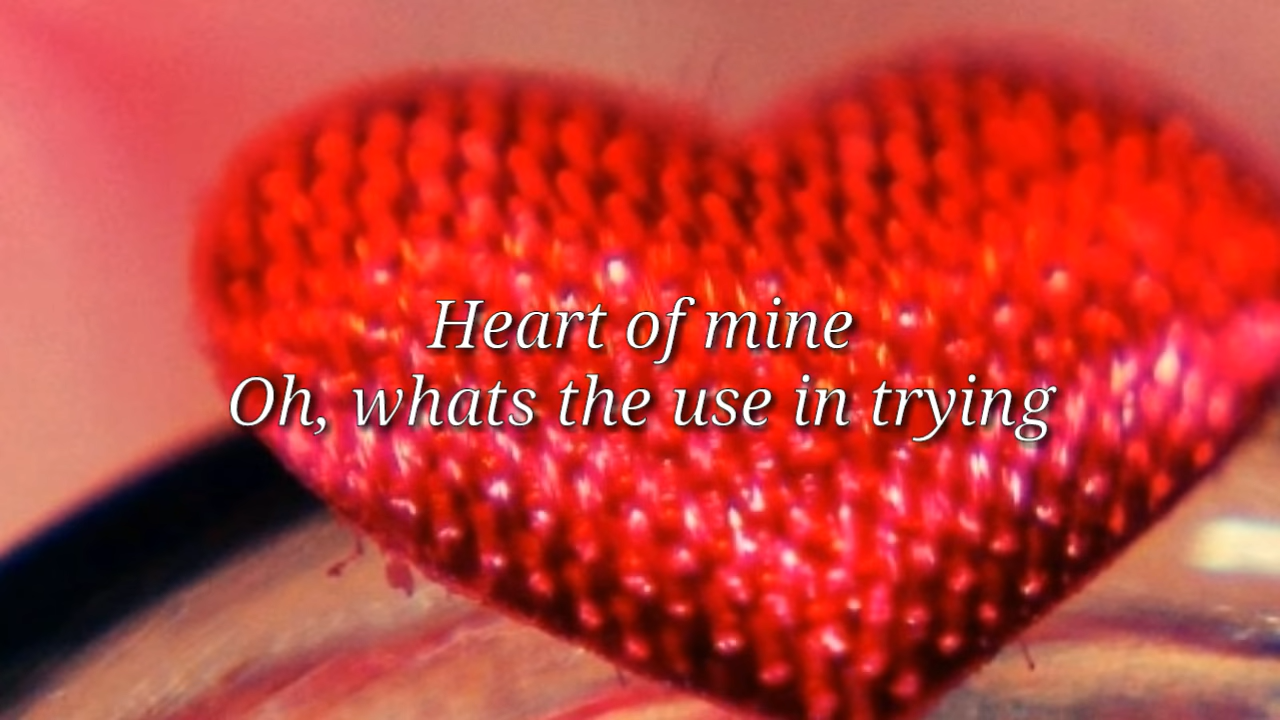 Heart of mine
Oh, whats the use in trying